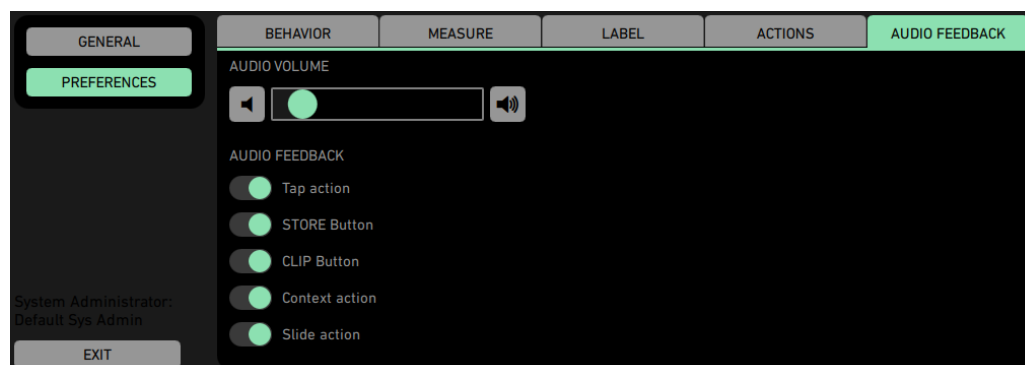 GENERAL
PREFERENCES
BEHAVIOR
MEASURE
LABEL
ACTIONS
AUDIO FEEDBACK
AUDIO VOLUME
AUDIO FEEDBACK
Tap action
STORE Button
CLIP Button
Context action
Slide action
System Administrator:
Default Sys Admin
EXIT